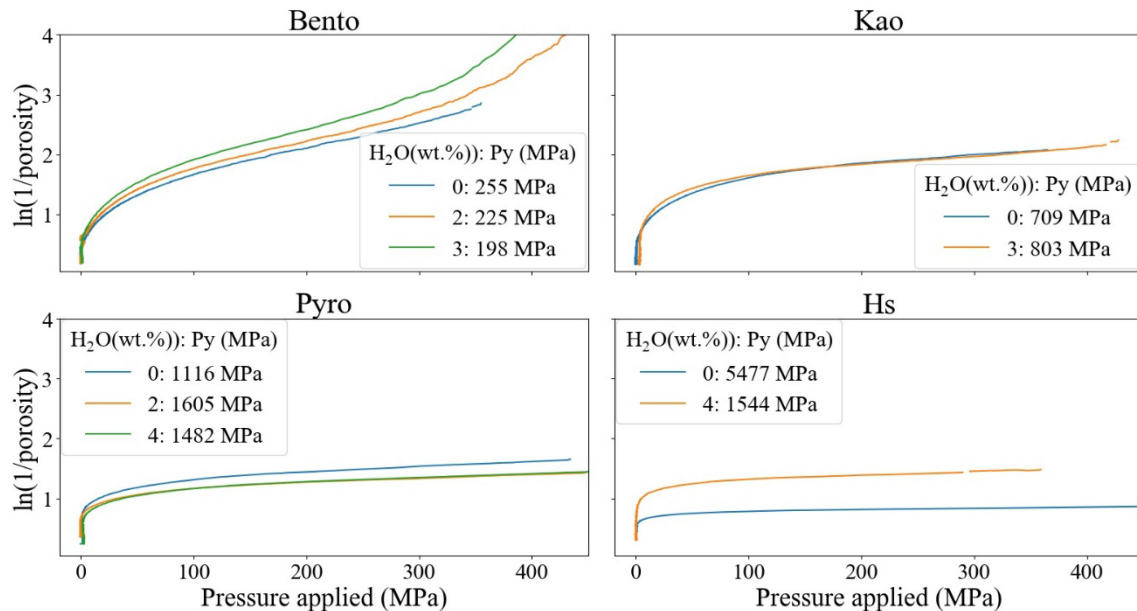 Bento
Kao
4
3
2
1
ln(1/porosity)
H₂O(wt.%)): Py (MPa)
0: 255 MPa
2: 225 MPa
3: 198 MPa
H₂O(wt.%)): Py (MPa)
0: 709 MPa
3: 803 MPa
Pyro
Hs
4
3
2
1
ln(1/porosity)
H₂O(wt.%)): Py (MPa)
0: 1116 MPa
2: 1605 MPa
4: 1482 MPa
H₂O(wt.%)): Py (MPa)
0: 5477 MPa
4: 1544 MPa
0 100 200 300 400
0 100 200 300 400
Pressure applied (MPa)
Pressure applied (MPa)